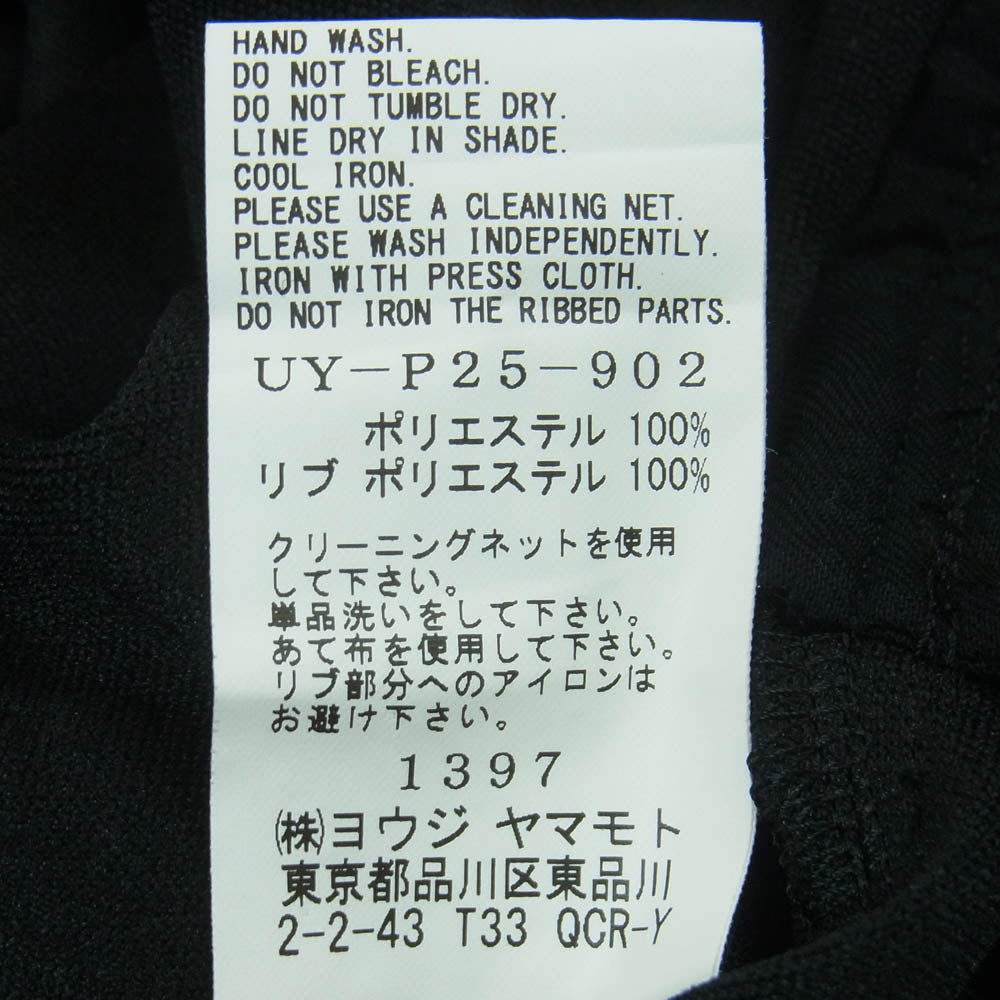 HAND WASH.
DO NOT BLEACH.
DO NOT TUMBLE DRY.
LINE DRY IN SHADE.
COOL IRON.
PLEASE USE A CLEANING NET.
PLEASE WASH INDEPENDENTLY.
IRON WITH PRESS CLOTH.
DO NOT IRON THE RIBBED PARTS.
UY-P25-902
ポリエステル 100%
リブ ポリエステル 100%
クリーニングネットを使用
して下さい。
単品洗いをして下さい。
あて布を使用して下さい。
リブ部分へのアイロンは
お避け下さい。
1397
(株)ヨウジ ヤマモト
東京都品川区東品川
2-2-43 T33 QCR-Y